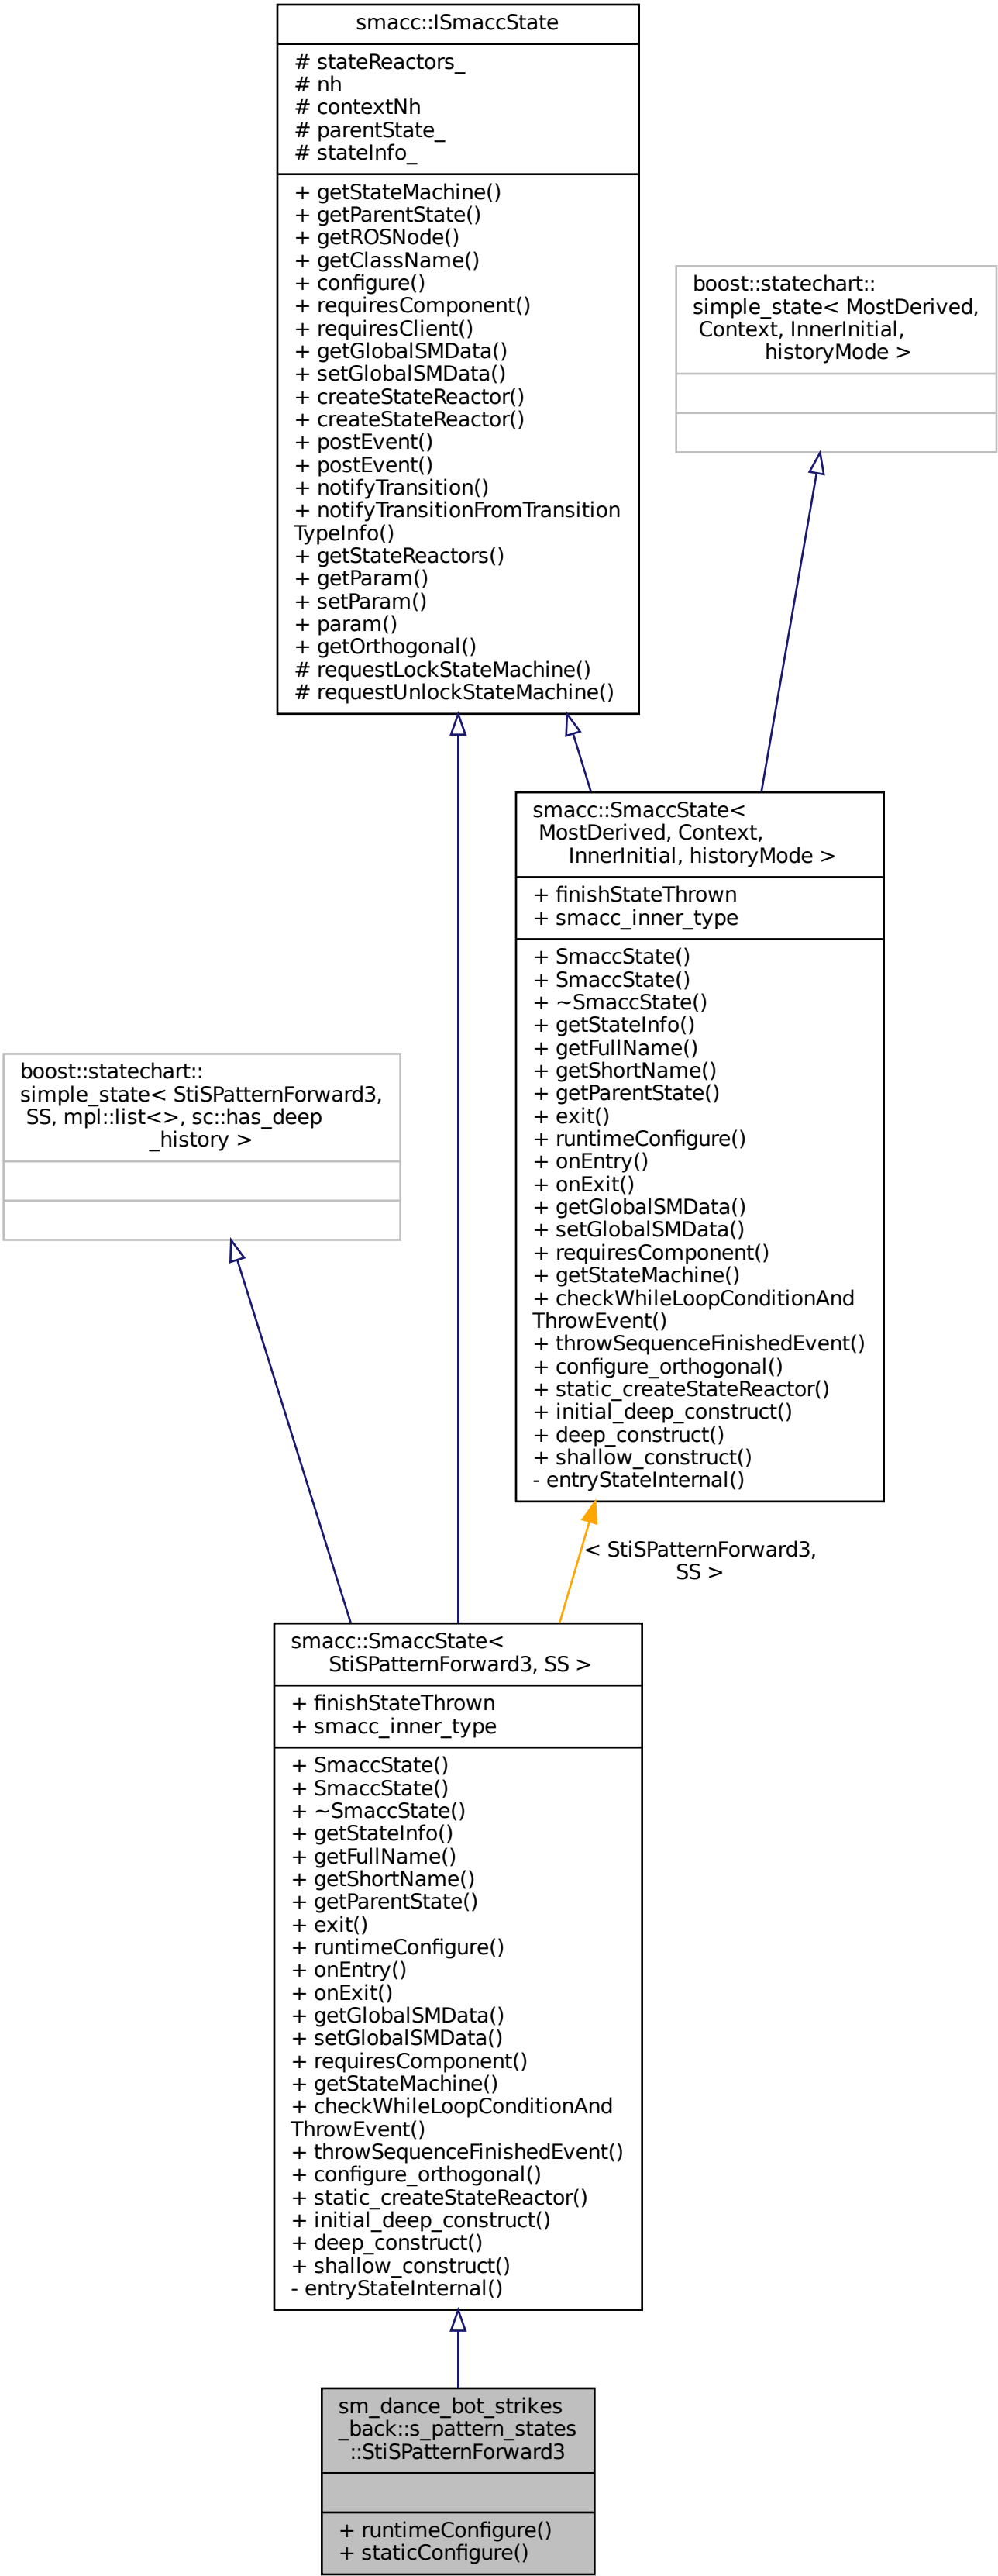 smacc::ISmaccState
# stateReactors_
# nh
# contextNh
# parentState_
# stateInfo_
+ getStateMachine()
+ getParentState()
+ getROSNode()
+ getClassName()
+ configure()
+ requiresComponent()
+ requiresClient()
+ getGlobalSMData()
+ setGlobalSMData()
+ createStateReactor()
+ createStateReactor()
+ postEvent()
+ postEvent()
+ notifyTransition()
+ notifyTransitionFromTransition
TypeInfo()
+ getStateReactors()
+ getParam()
+ setParam()
+ param()
+ getOrthogonal()
# requestLockStateMachine()
# requestUnlockStateMachine()
boost::statechart::
simple_state< MostDerived,
Context, InnerInitial,
historyMode >
smacc::SmaccState<
MostDerived, Context,
InnerInitial, historyMode >
+ finishStateThrown
+ smacc_inner_type
+ SmaccState()
+ SmaccState()
+ ~SmaccState()
+ getStateInfo()
+ getFullName()
+ getShortName()
+ getParentState()
+ exit()
+ runtimeConfigure()
+ onEntry()
+ onExit()
+ getGlobalSMData()
+ setGlobalSMData()
+ requiresComponent()
+ getStateMachine()
+ checkWhileLoopConditionAnd
ThrowEvent()
+ throwSequenceFinishedEvent()
+ configure_orthogonal()
+ static_createStateReactor()
+ initial_deep_construct()
+ deep_construct()
+ shallow_construct()
- entryStateInternal()
boost::statechart::
simple_state< StiSPatternForward3,
SS, mpl::list<>, sc::has_deep
_history >
< StiSPatternForward3,
SS >
smacc::SmaccState<
StiSPatternForward3, SS >
+ finishStateThrown
+ smacc_inner_type
+ SmaccState()
+ SmaccState()
+ ~SmaccState()
+ getStateInfo()
+ getFullName()
+ getShortName()
+ getParentState()
+ exit()
+ runtimeConfigure()
+ onEntry()
+ onExit()
+ getGlobalSMData()
+ setGlobalSMData()
+ requiresComponent()
+ getStateMachine()
+ checkWhileLoopConditionAnd
ThrowEvent()
+ throwSequenceFinishedEvent()
+ configure_orthogonal()
+ static_createStateReactor()
+ initial_deep_construct()
+ deep_construct()
+ shallow_construct()
- entryStateInternal()
sm_dance_bot_strikes
_back::s_pattern_states
::StiSPatternForward3
+ runtimeConfigure()
+ staticConfigure()